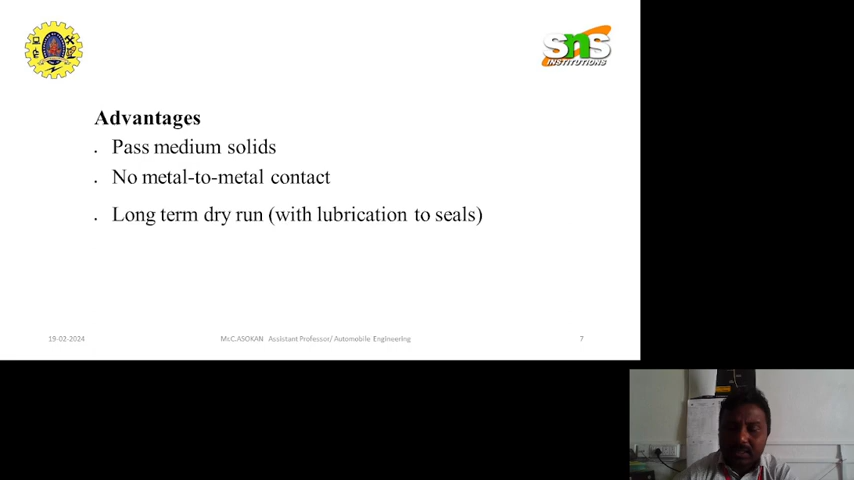 SNS
INSTITUTIONS
Advantages
• Pass medium solids
• No metal-to-metal contact
• Long term dry run (with lubrication to seals)
19-02-2024
Mr.C.ASOKAN Assistant Professor/ Automobile Engineering
7